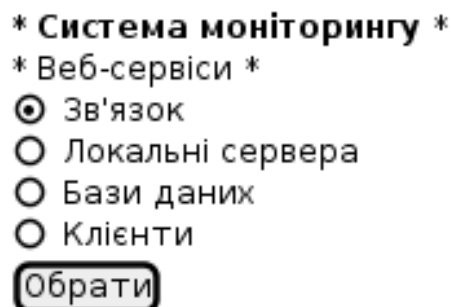 * Система моніторингу *
* Веб-сервіси *
Зв'язок
Локальні сервера
Бази даних
Клієнти
Обрати